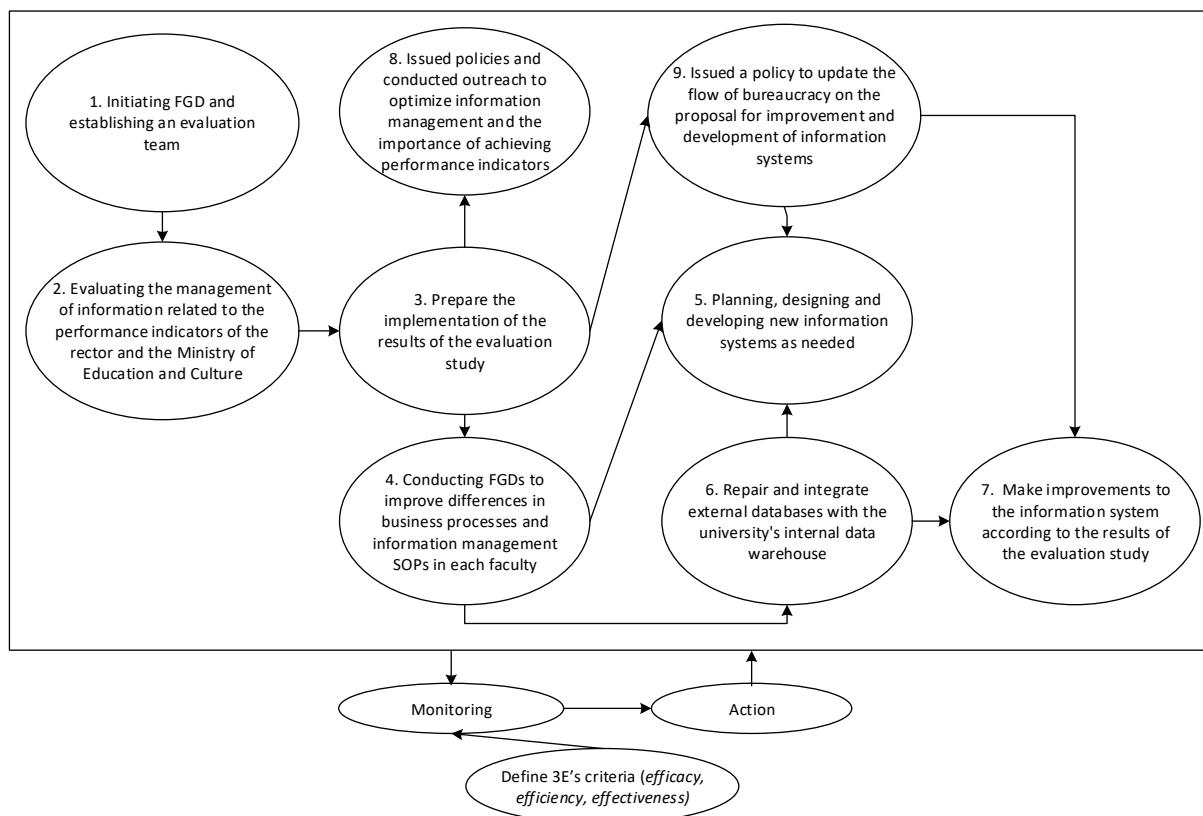 1. Initiating FGD and
establishing an evaluation
team
8. Issued policies and
conducted outreach to
optimize information
management and the
importance of achieving
performance indicators
9. Issued a policy to update the
flow of bureaucracy on the
proposal for improvement and
development of information
systems
2. Evaluating the management
of information related to the
performance indicators of the
rector and the Ministry of
Education and Culture
3. Prepare the
implementation of the
results of the evaluation
study
5. Planning, designing and
developing new information
systems as needed
4. Conducting FGDs to
improve differences in
business processes and
information management
SOPs in each faculty
6. Repair and integrate
external databases with the
university's internal data
warehouse
7. Make improvements to
the information system
according to the results of
the evaluation study
Monitoring
Action
Define 3E's criteria (efficacy,
efficiency, effectiveness)